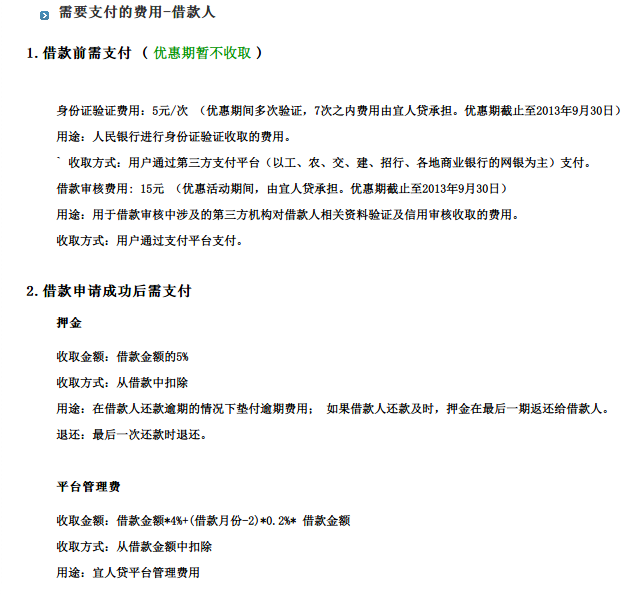 需要支付的费用-借款人
1. 借款前需支付 ( 优惠期暂不收取 )
身份证验证费用：5元/次 （优惠期间多次验证，7次之内费用由宜人贷承担。优惠期截止至2013年9月30日）
用途：人民银行进行身份证验证收取的费用。
` 收取方式：用户通过第三方支付平台（以工、农、交、建、招行、各地商业银行的网银为主）支付。
借款审核费用：15元 （优惠活动期间，由宜人贷承担。优惠期截止至2013年9月30日）
用途：用于借款审核中涉及的第三方机构对借款人相关资料验证及信用审核收取的费用。
收取方式：用户通过支付平台支付。
2. 借款申请成功后需支付
押金
收取金额：借款金额的5%
收取方式：从借款中扣除
用途：在借款人还款逾期的情况下垫付逾期费用； 如果借款人还款及时，押金在最后一期返还给借款人。
退还：最后一次还款时退还。
平台管理费
收取金额：借款金额*4%+(借款月份-2)*0.2%* 借款金额
收取方式：从借款金额中扣除
用途：宜人贷平台管理费用